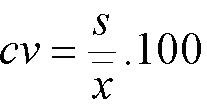 cv = s/x̄ .100